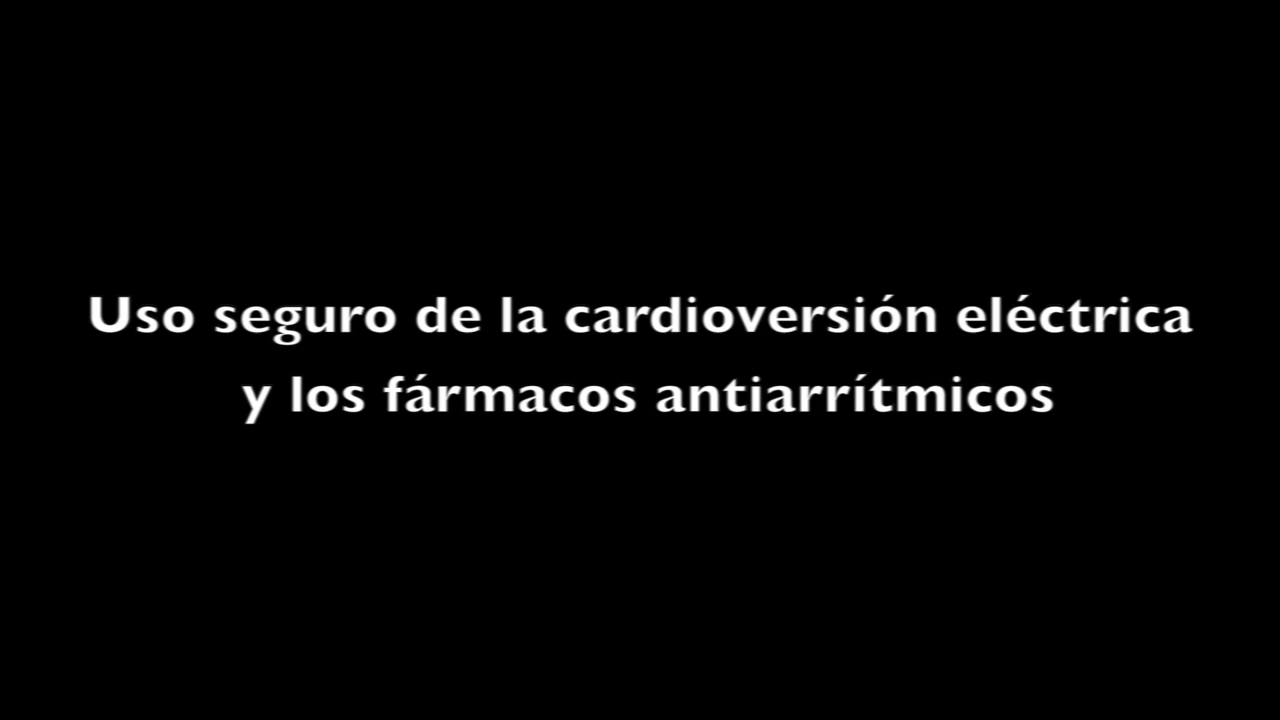 Uso seguro de la cardioversión eléctrica
y los fármacos antiarrítmicos